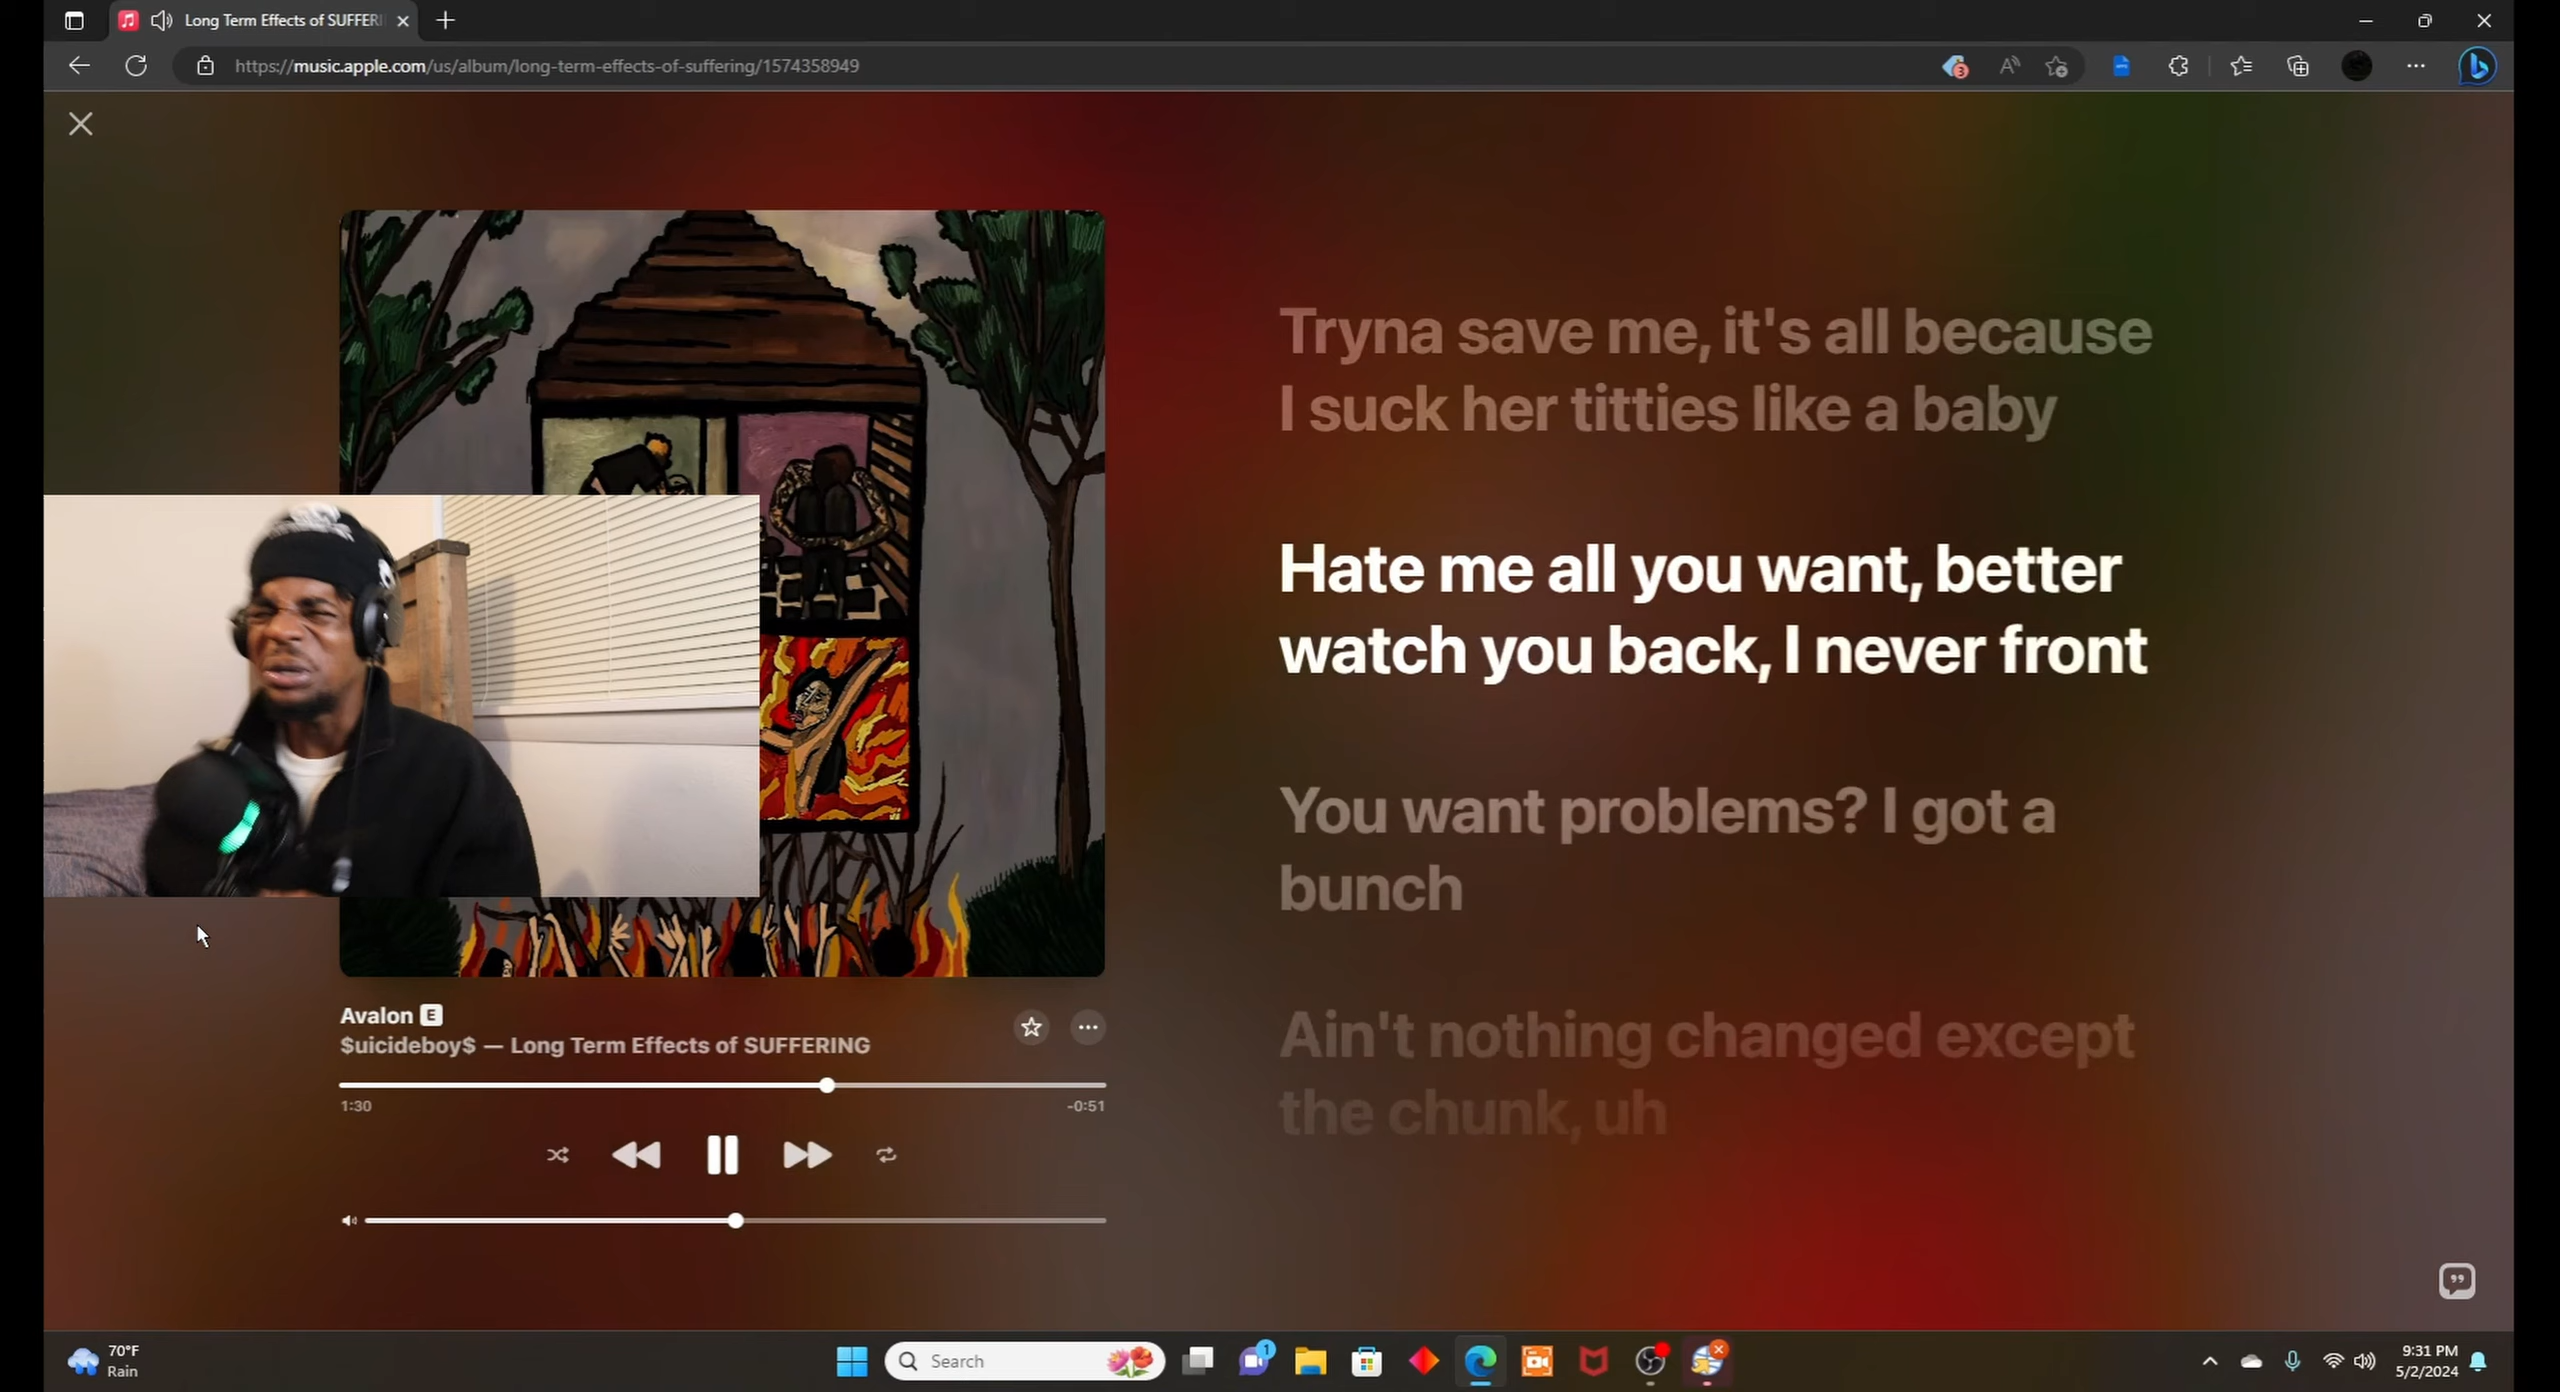 Long Term Effects of SUFFERI
https://music.apple.com/us/album/long-term-effects-of-suffering/1574358949
3
Tryna save me, it's all because
I suck her titties like a baby
Hate me all you want, better
watch you back, I never front
You want problems? I got a
bunch
Ain't nothing changed except
the chunk, uh
Avalon E
$uicideboy$ — Long Term Effects of SUFFERING
1:30
-0:51
70°F
Rain
Search
1
9:31 PM
5/2/2024